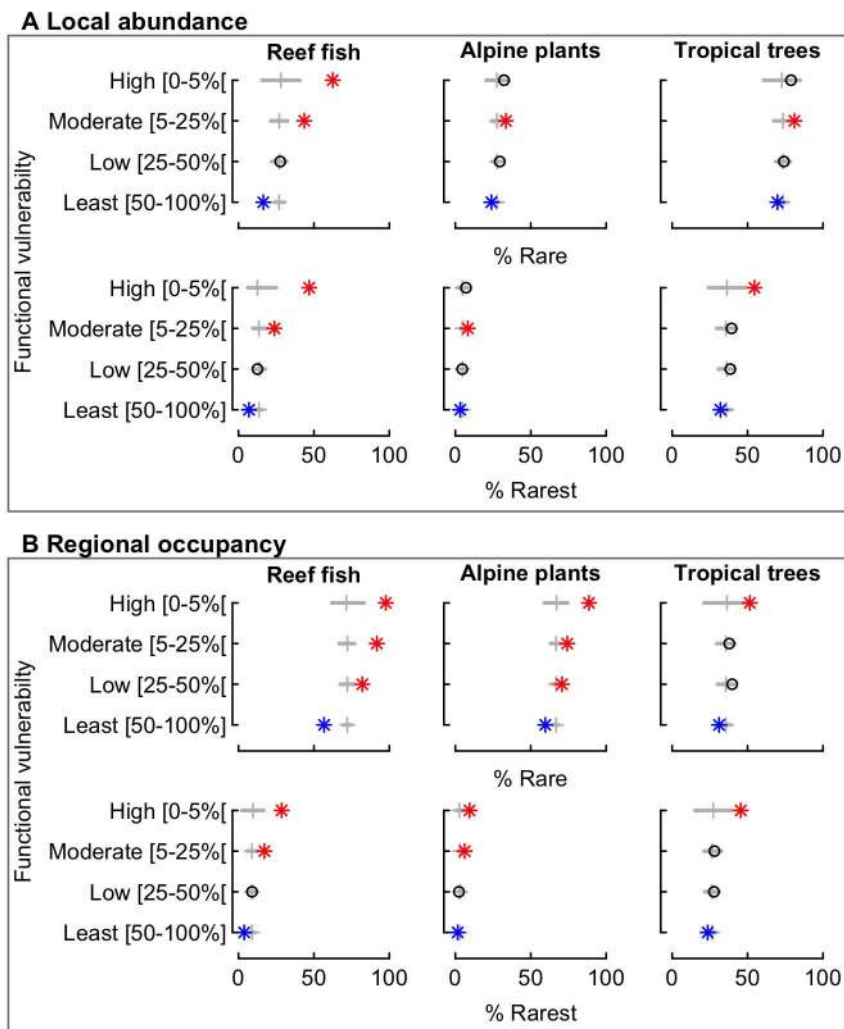 A Local abundance
Reef fish Alpine plants Tropical trees
Functional vulnerabilty
High [0-5%[
Moderate [5-25%[
Low [25-50%[
Least [50-100%]
% Rare
High [0-5%[
Moderate [5-25%[
Low [25-50%[
Least [50-100%]
0 50 100 0 50 100 0 50 100
% Rarest
B Regional occupancy
Reef fish Alpine plants Tropical trees
Functional vulnerabilty
High [0-5%[
Moderate [5-25%[
Low [25-50%[
Least [50-100%]
% Rare
High [0-5%[
Moderate [5-25%[
Low [25-50%[
Least [50-100%]
0 50 100 0 50 100 0 50 100
% Rarest